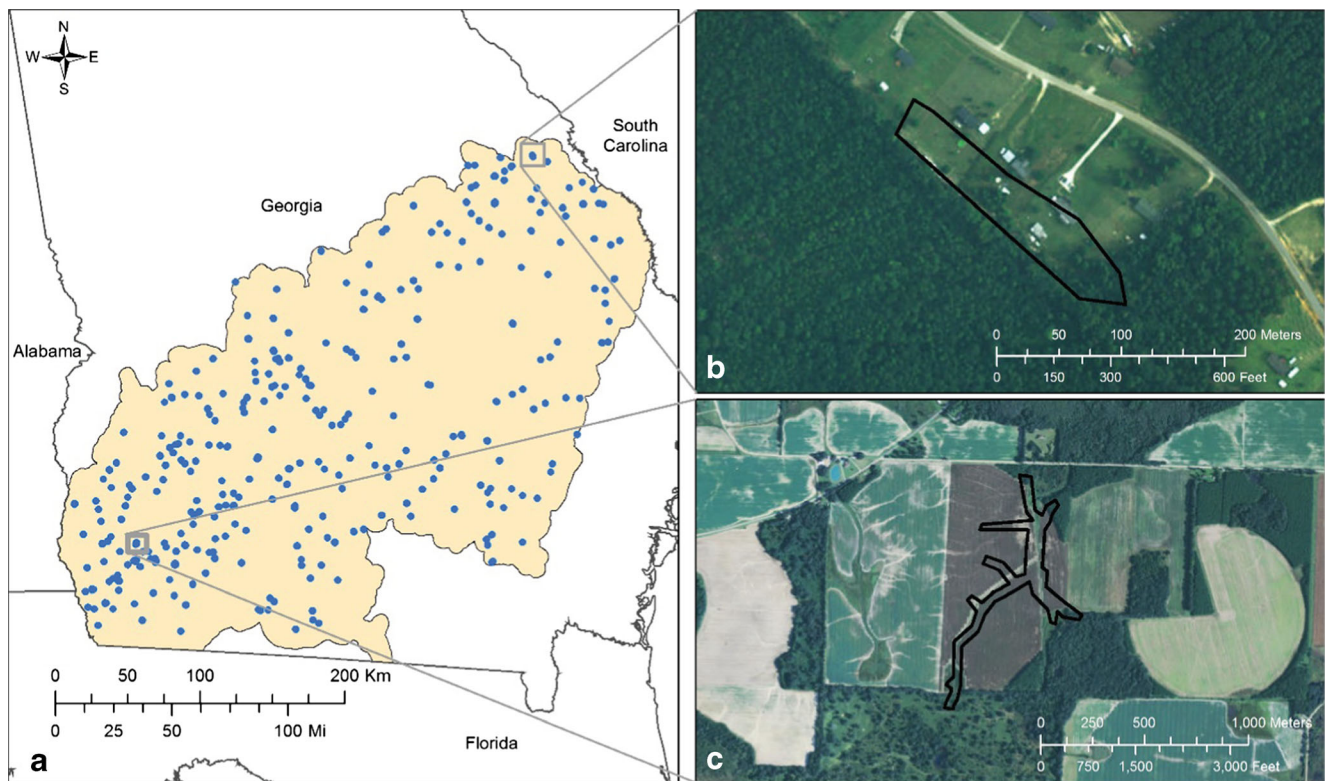 N
W E
S
South
Carolina
Georgia
Alabama
0 50 100 200 Km
0 25 50 100 Mi
Florida
a
0 50 100 200 Meters
0 150 300 600 Feet
b
0 250 500 1,000 Meters
0 750 1,500 3,000 Feet
c